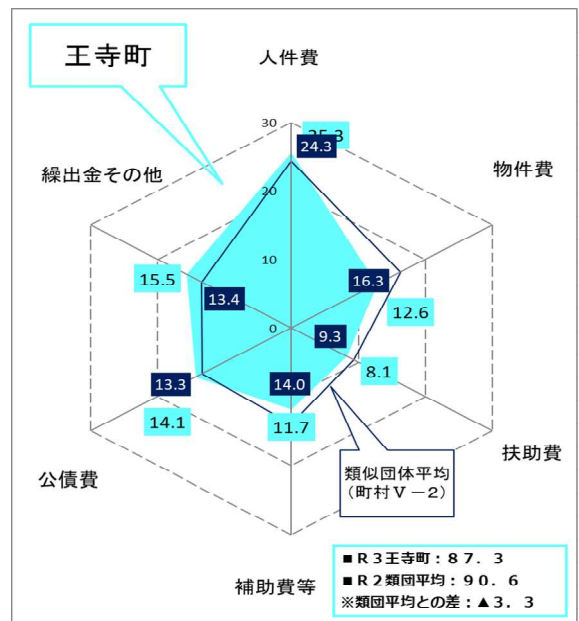 王寺町
人件費
30
25.3
24.3
繰出金その他
物件費
20
10
16.3
15.5
13.4
12.6
0
9.3
8.1
13.3
14.0
14.1
11.7
類似団体平均
(町村Ⅴ－2)
扶助費
公債費
補助費等
■Ｒ３王寺町：８７．３
■Ｒ２類団平均：９０．６
※類団平均との差：▲３．３